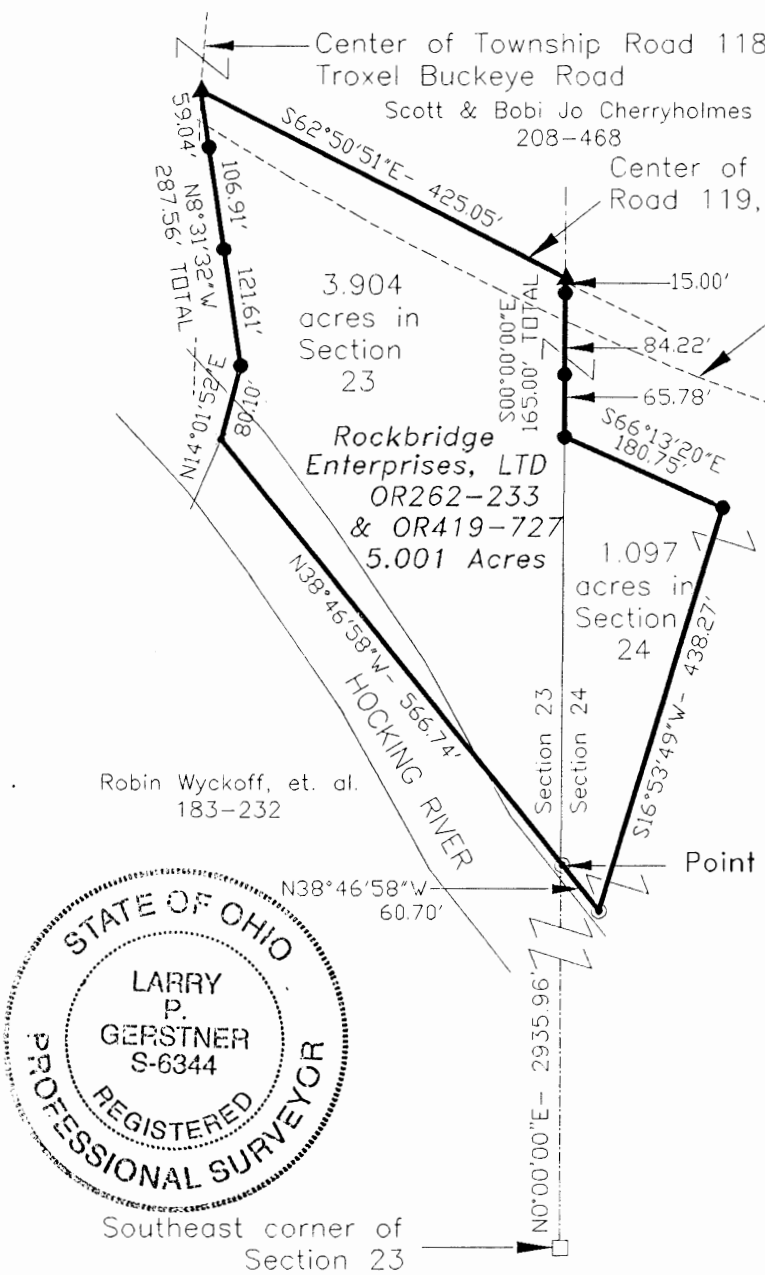 Center of Township Road 118
Troxel Buckeye Road
Scott & Bobi Jo Cherryholmes
208-468
Center of
Road 119,
S62°50'51"E- 425.05'
59.04'
106.91'
N8°31'32"W
287.56' TOTAL
121.61'
N14°01'52"E
80.10'
3.904
acres in
Section
23
15.00'
S00°00'00"E
165.00' TOTAL
84.22'
65.78'
S66°13'20"E
180.75'
Rockbridge
Enterprises, LTD
OR262-233
& OR419-727
5.001 Acres
1.097
acres in
Section
24
N38°46'58"W- 566.74'
HOCKING RIVER
Section 23
Section 24
S16°53'49"W- 438.27'
Robin Wyckoff, et. al.
183-232
Point
N38°46'58"W
60.70'
STATE OF OHIO
LARRY
P.
GERSTNER
S-6344
REGISTERED
PROFESSIONAL SURVEYOR
N0°00'00"E- 2935.96'
Southeast corner of
Section 23